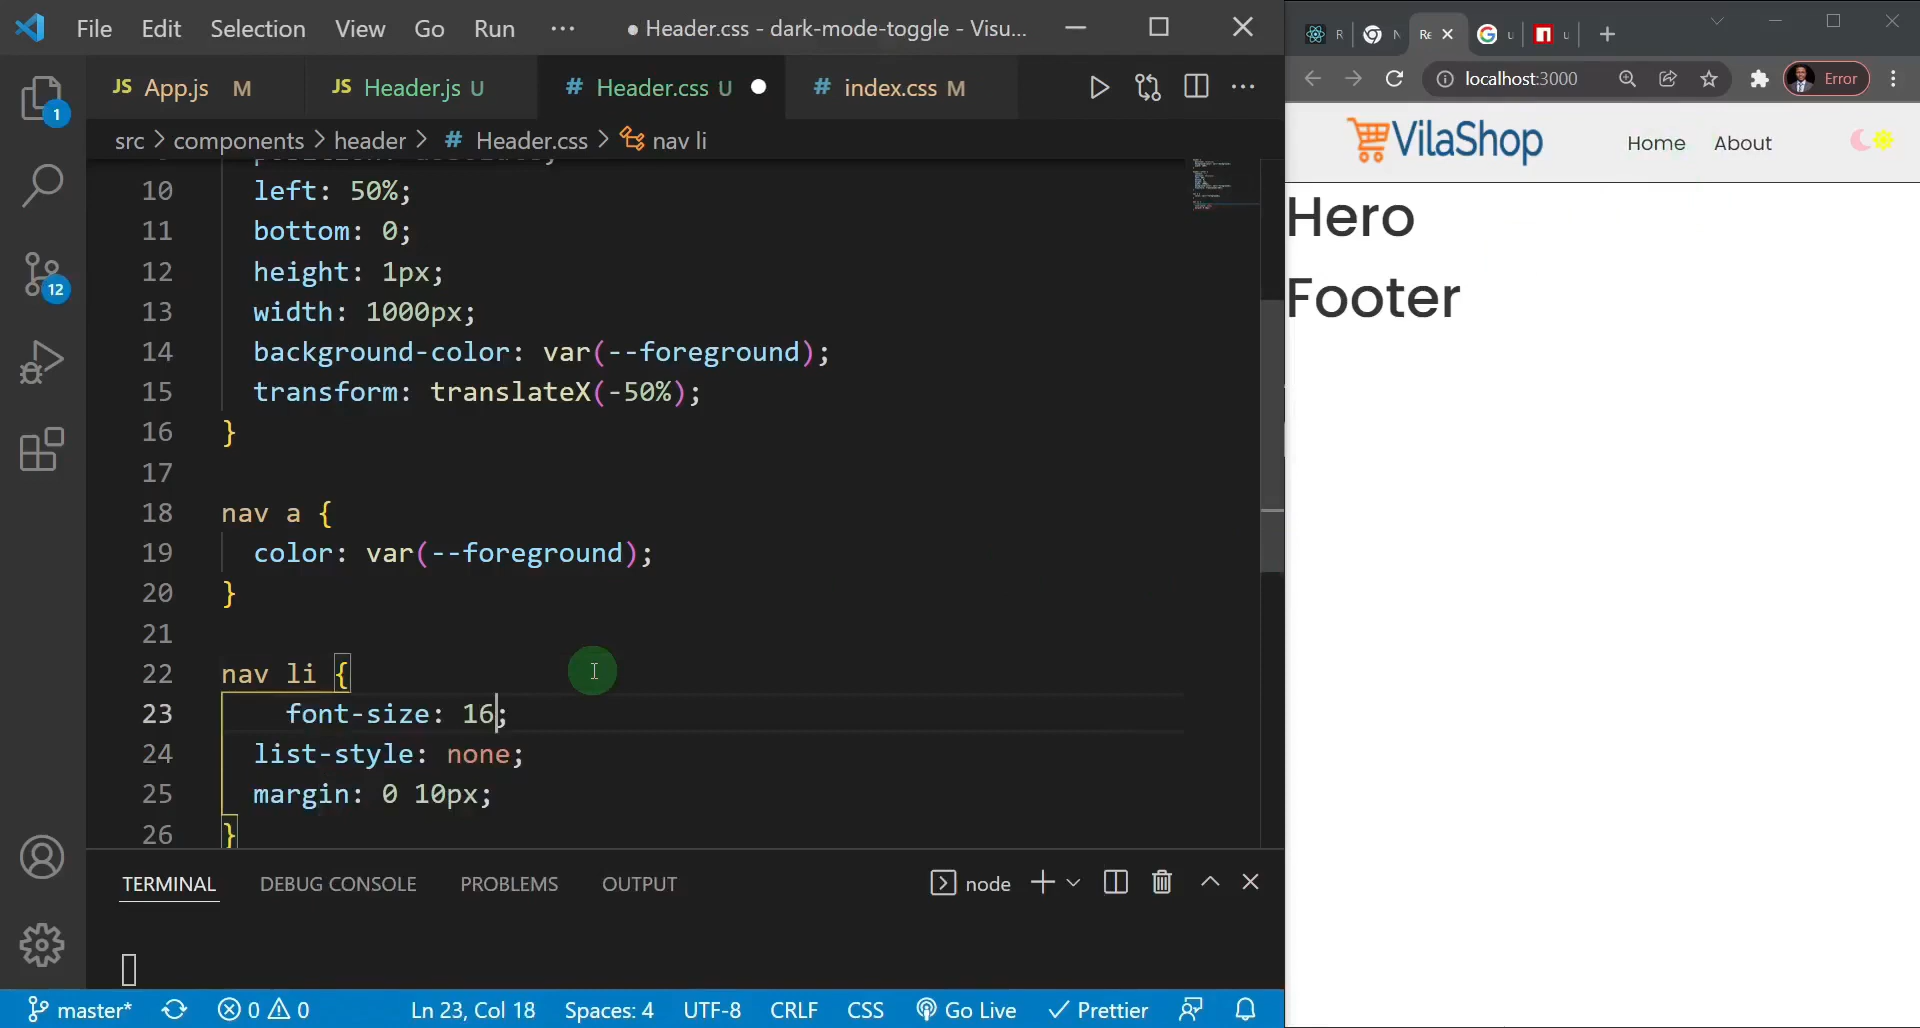 File Edit Selection View Go Run ··· ● Header.css - dark-mode-toggle - Visu...
JS App.js M JS Header.js U # Header.css U ● # index.css M
src > components > header > # Header.css > nav li
10 left: 50%;
11 bottom: 0;
12 height: 1px;
13 width: 1000px;
14 background-color: var(--foreground);
15 transform: translateX(-50%);
16 }
17
18 nav a {
19 color: var(--foreground);
20 }
21
22 nav li {
23 font-size: 16;
24 list-style: none;
25 margin: 0 10px;
26 }
1
12
TERMINAL DEBUG CONSOLE PROBLEMS OUTPUT node
master* 0 0 Ln 23, Col 18 Spaces: 4 UTF-8 CRLF CSS Go Live Prettier
localhost:3000 Error
VilaShop Home About
Hero
Footer